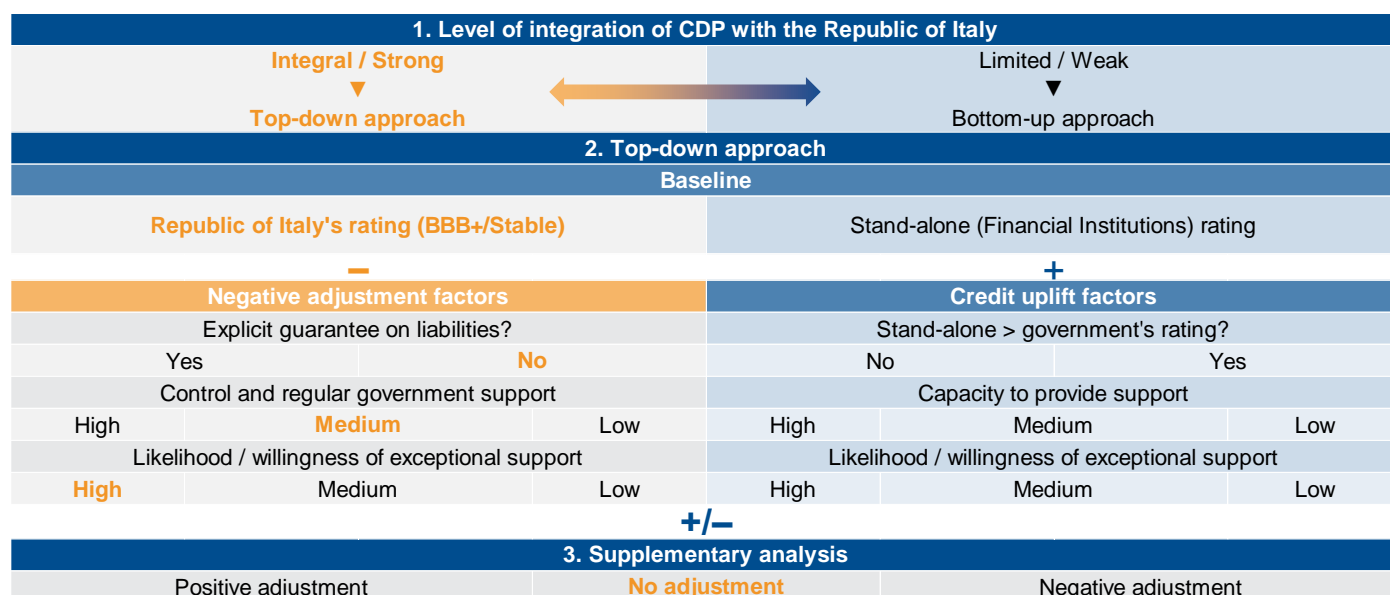 1. Level of integration of CDP with the Republic of Italy
Integral / Strong
Limited / Weak
▼
▼
Top-down approach
Bottom-up approach
2. Top-down approach
Baseline
Republic of Italy's rating (BBB+/Stable)
Stand-alone (Financial Institutions) rating
–
+
Negative adjustment factors
Credit uplift factors
Explicit guarantee on liabilities?
Stand-alone > government's rating?
Yes
No
No
Yes
Control and regular government support
Capacity to provide support
High
Medium
Low
High
Medium
Low
Likelihood / willingness of exceptional support
Likelihood / willingness of exceptional support
High
Medium
Low
High
Medium
Low
+/–
3. Supplementary analysis
Positive adjustment
No adjustment
Negative adjustment